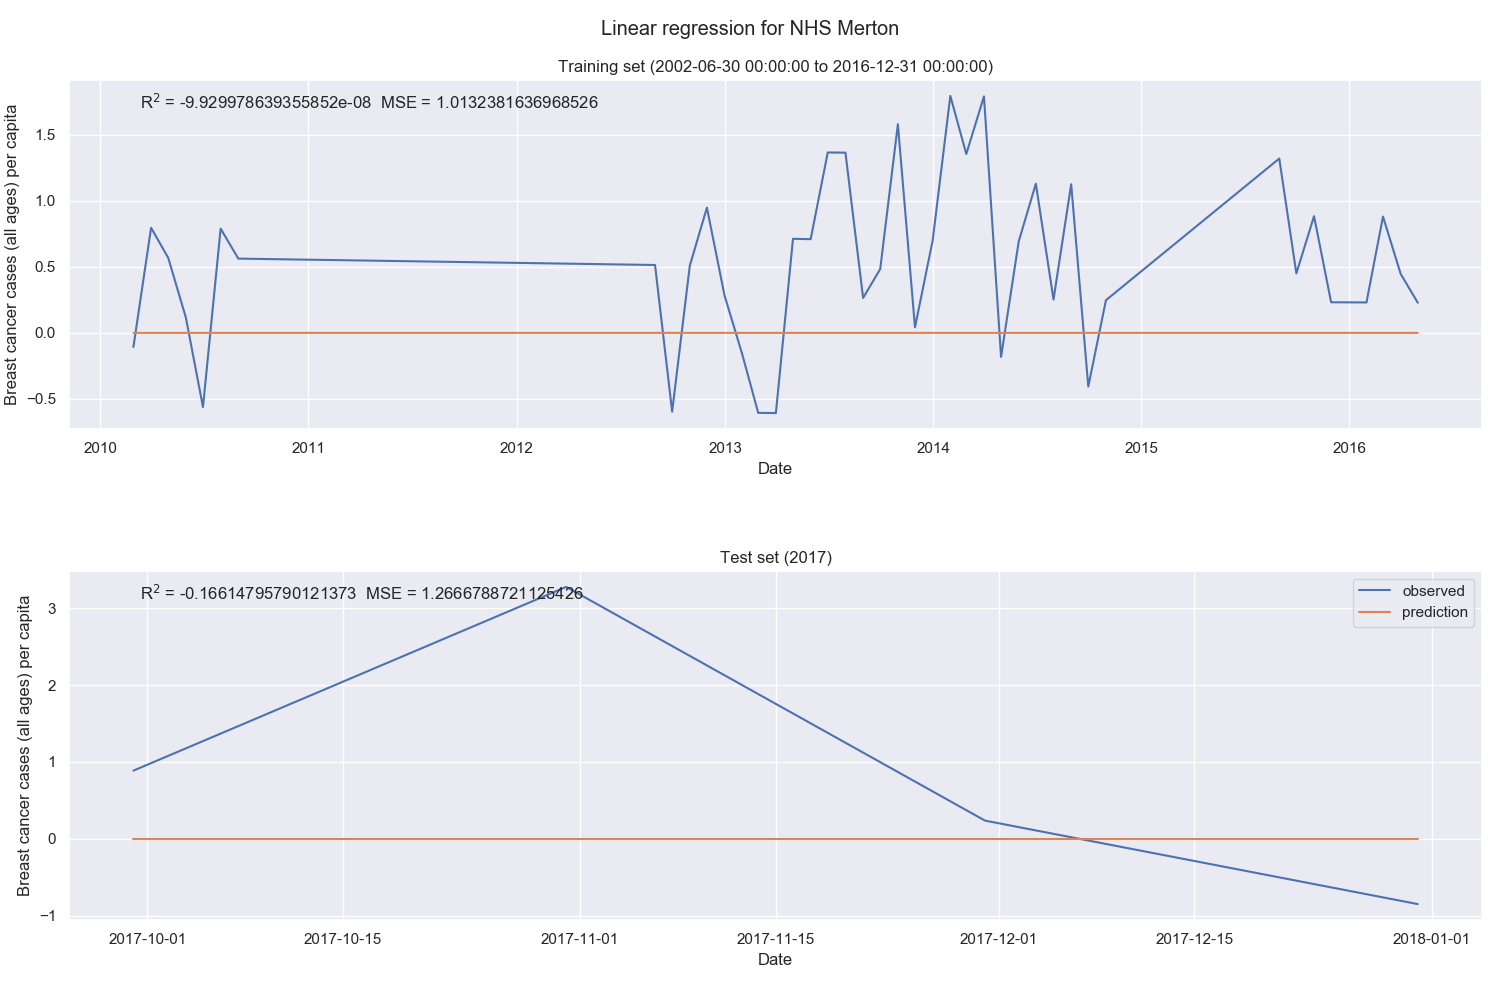 Linear regression for NHS Merton
Training set (2002-06-30 00:00:00 to 2016-12-31 00:00:00)
R² = -9.929978639355852e-08 MSE = 1.0132381636968526
Breast cancer cases (all ages) per capita
1.5
1.0
0.5
0.0
−0.5
2010 2011 2012 2013 2014 2015 2016
Date
Test set (2017)
R² = -0.16614795790121373 MSE = 1.2666788721125426
observed
prediction
Breast cancer cases (all ages) per capita
3
2
1
0
−1
2017-10-01 2017-10-15 2017-11-01 2017-11-15 2017-12-01 2017-12-15 2018-01-01
Date